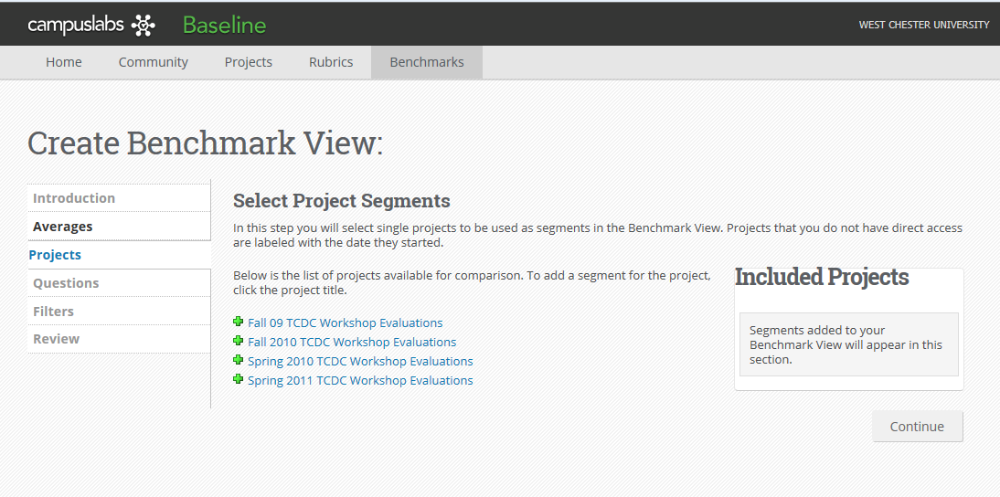 campuslabs Baseline
WEST CHESTER UNIVERSITY
Home Community Projects Rubrics Benchmarks
Create Benchmark View:
Introduction
Averages
Projects
Questions
Filters
Review
Select Project Segments
In this step you will select single projects to be used as segments in the Benchmark View. Projects that you do not have direct access
are labeled with the date they started.
Below is the list of projects available for comparison. To add a segment for the project,
click the project title.
Fall 09 TCDC Workshop Evaluations
Fall 2010 TCDC Workshop Evaluations
Spring 2010 TCDC Workshop Evaluations
Spring 2011 TCDC Workshop Evaluations
Included Projects
Segments added to your
Benchmark View will appear in this
section.
Continue